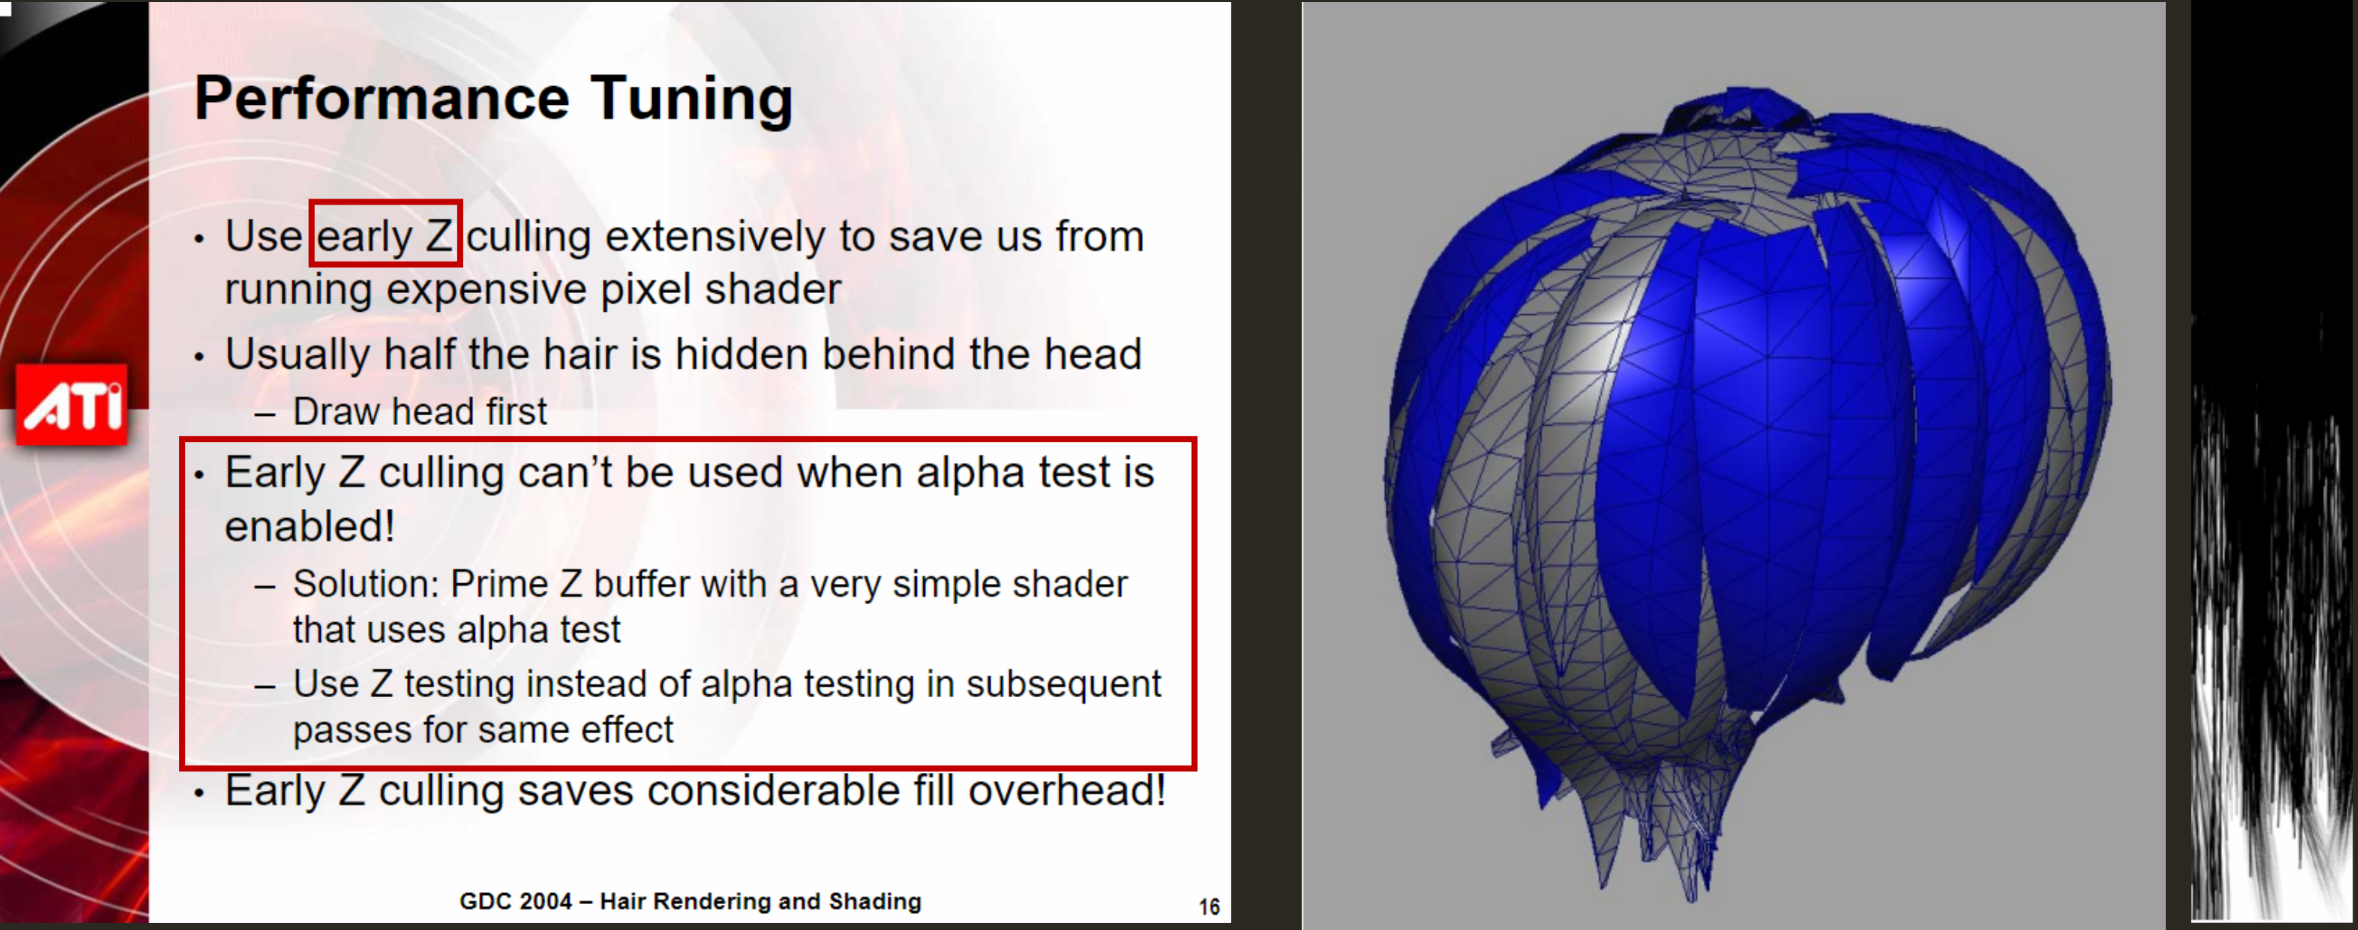 Performance Tuning
• Use early Z culling extensively to save us from
running expensive pixel shader
• Usually half the hair is hidden behind the head
– Draw head first
• Early Z culling can’t be used when alpha test is
enabled!
– Solution: Prime Z buffer with a very simple shader
that uses alpha test
– Use Z testing instead of alpha testing in subsequent
passes for same effect
• Early Z culling saves considerable fill overhead!
ATi
GDC 2004 – Hair Rendering and Shading
16